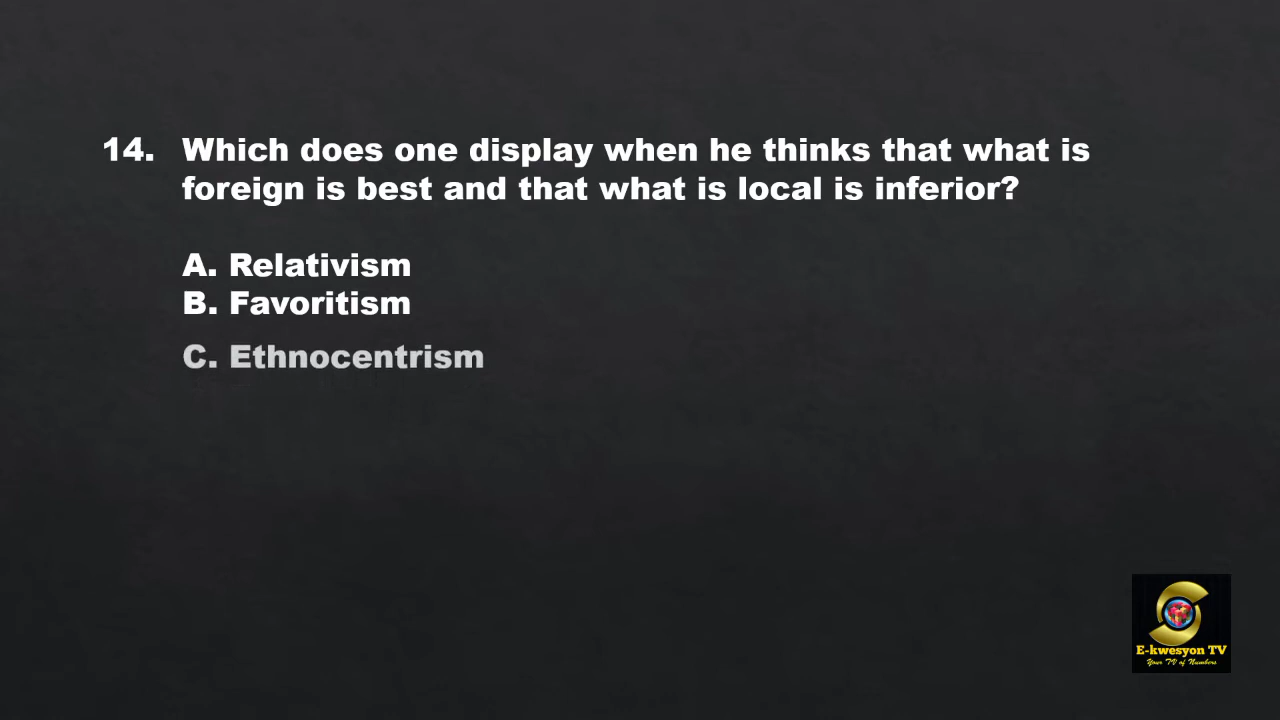 14. Which does one display when he thinks that what is
foreign is best and that what is local is inferior?
A. Relativism
B. Favoritism
C. Ethnocentrism
E-kwesyon TV
Your TV of Numbers